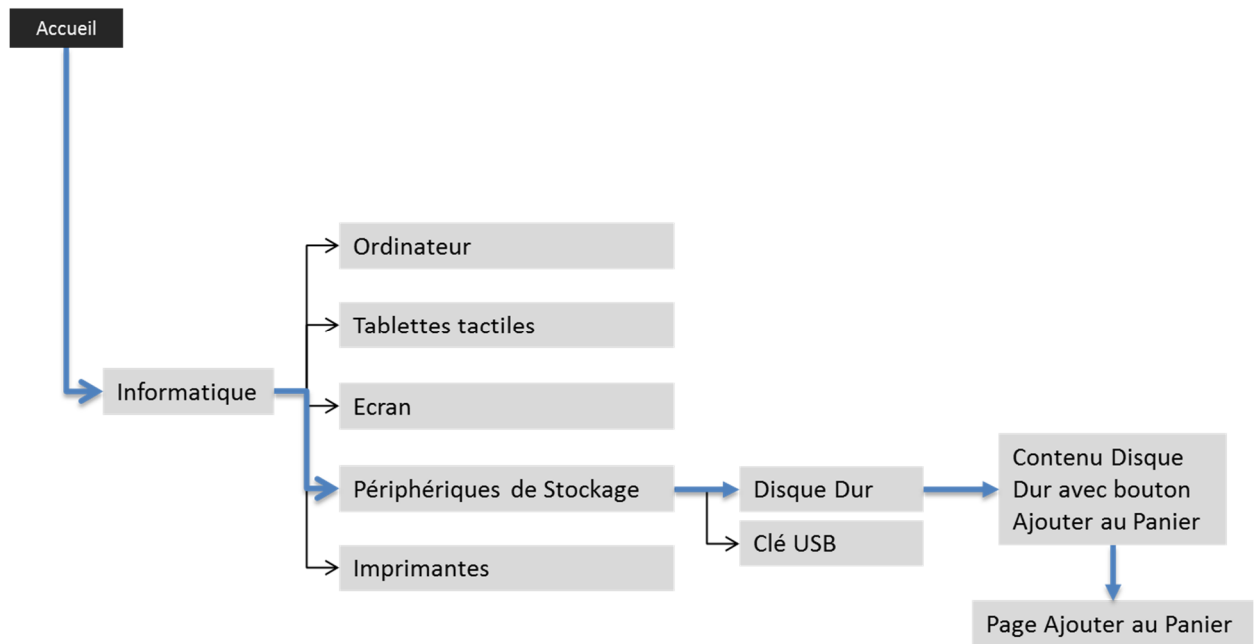 Accueil
Ordinateur
Tablettes tactiles
Informatique
Ecran
Périphériques de Stockage
Disque Dur
Contenu Disque
Dur avec bouton
Ajouter au Panier
Clé USB
Imprimantes
Page Ajouter au Panier